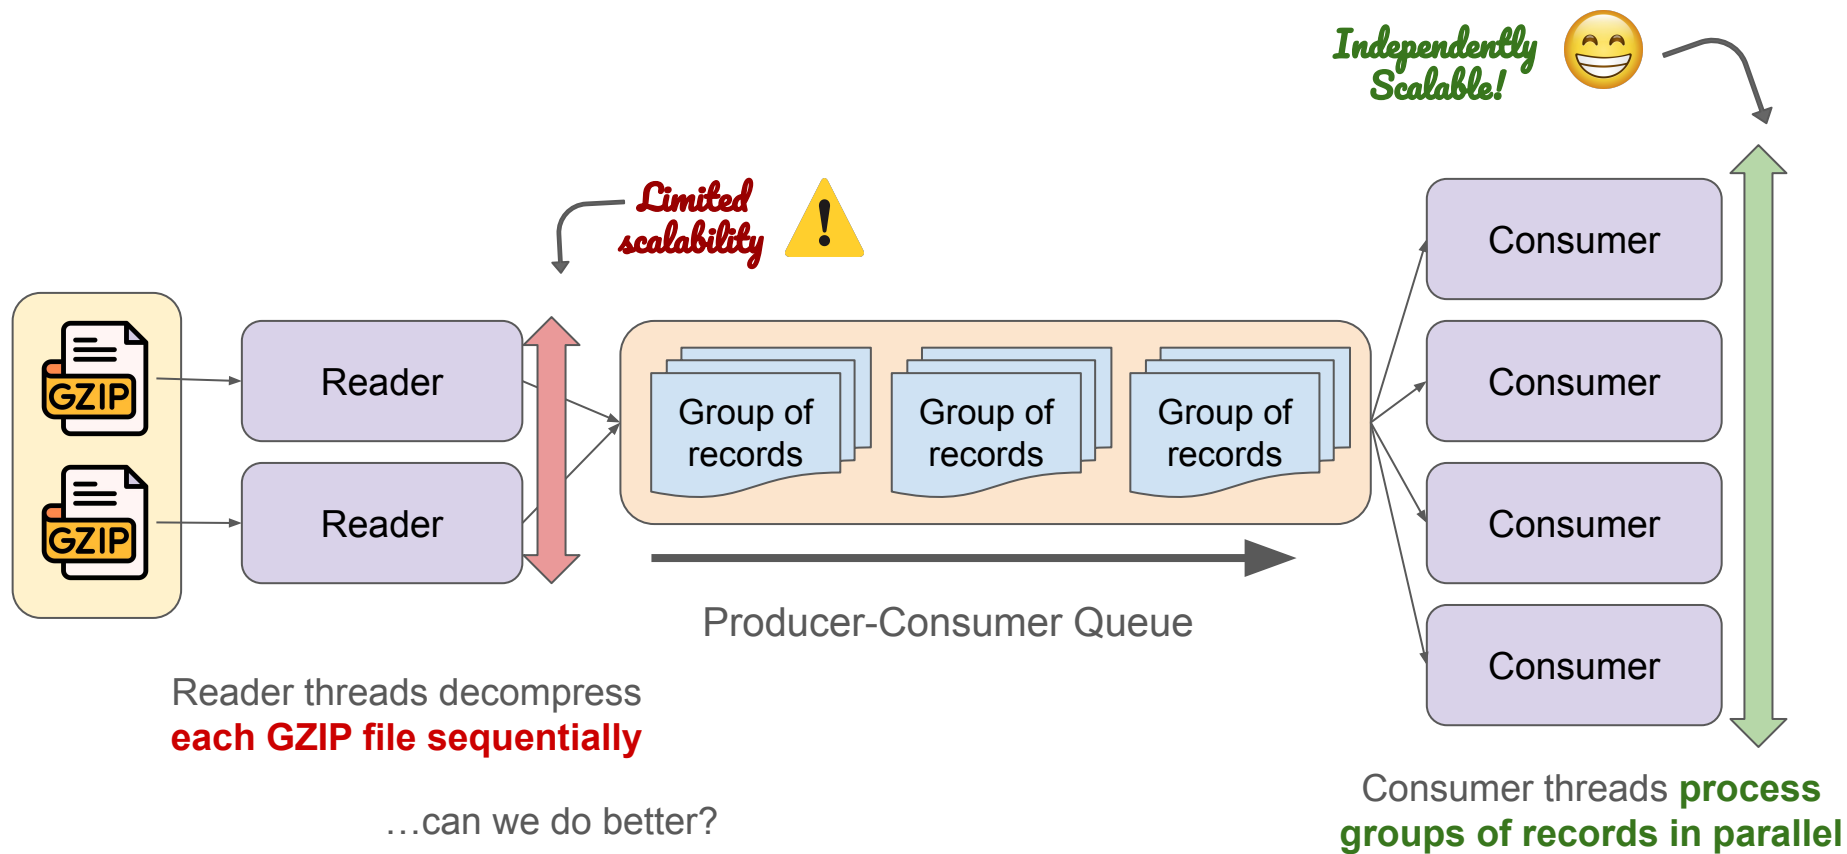 Independently
Scalable!
Limited
scalability
GZIP
GZIP
Reader
Reader
Group of
records
Group of
records
Group of
records
Producer-Consumer Queue
Consumer
Consumer
Consumer
Consumer
Reader threads decompress
each GZIP file sequentially
…can we do better?
Consumer threads process
groups of records in parallel